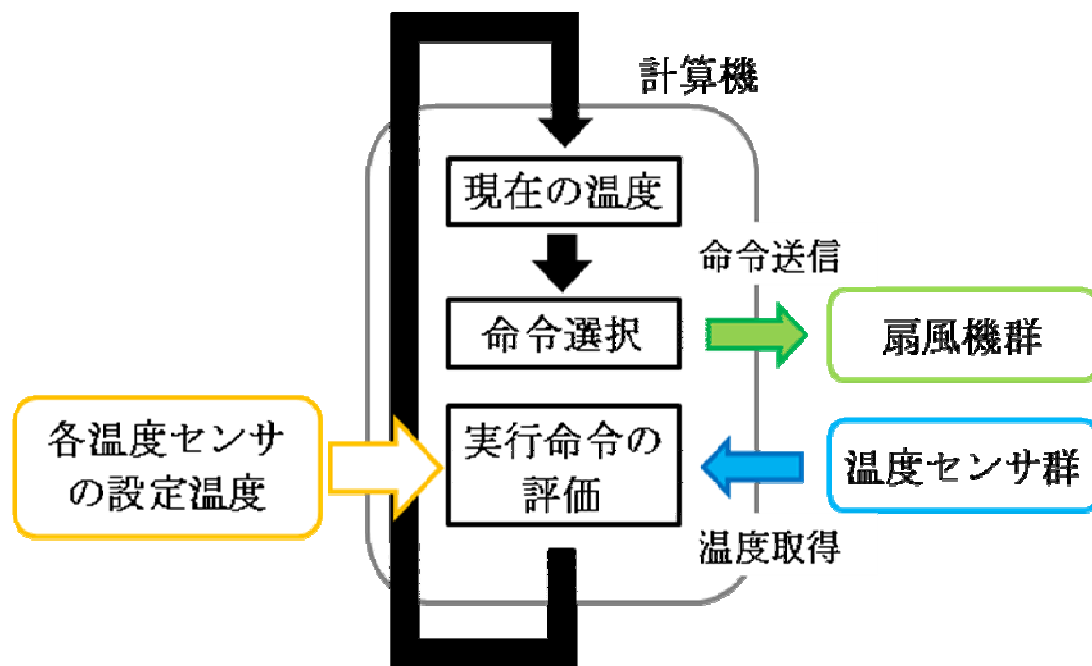 計算機
現在の温度
命令送信
命令選択
扇風機群
各温度センサ
の設定温度
実行命令の
評価
温度センサ群
温度取得